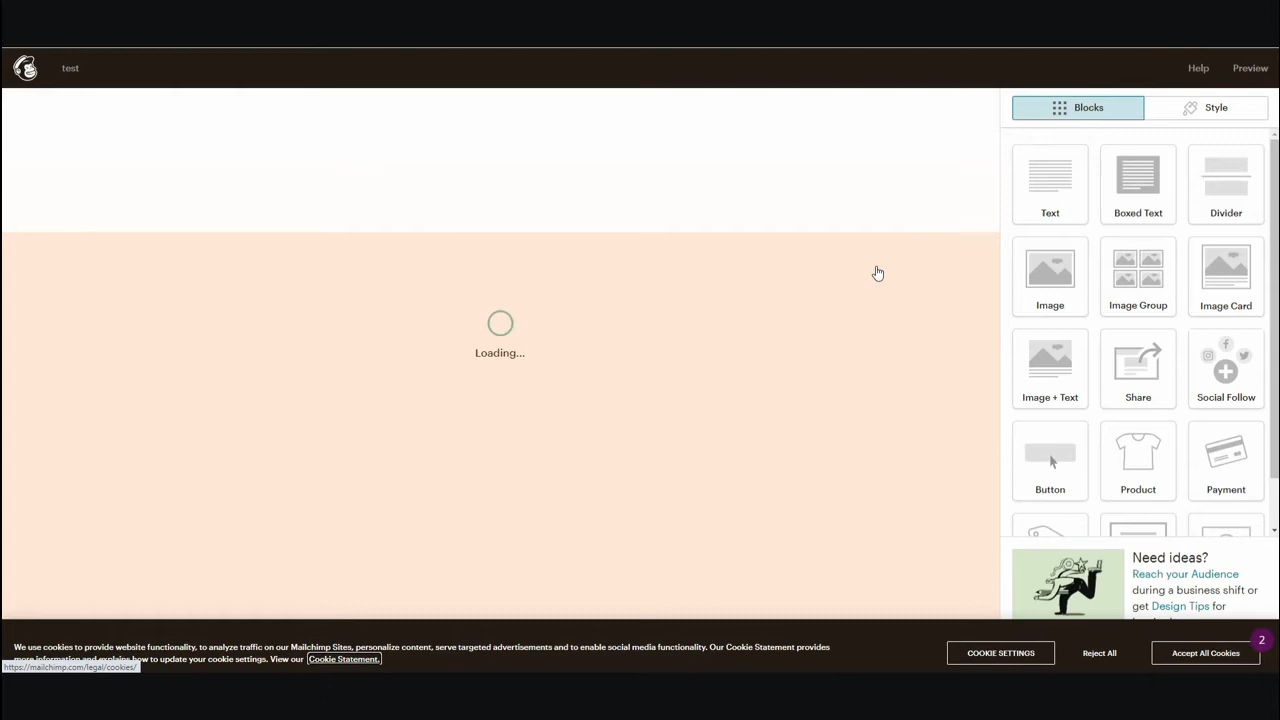 test
Help
Preview
Blocks
Style
Text
Boxed Text
Divider
Image
Image Group
Image Card
Image + Text
Share
Social Follow
Button
Product
Payment
Need ideas?
Reach your Audience
during a business shift or
get Design Tips for
Loading...
We use cookies to provide website functionality, to analyze traffic on our Mailchimp Sites, personalize content, serve targeted advertisements and to enable social media functionality. Our Cookie Statement provides
more information and explains how to update your cookie settings. View our Cookie Statement.
https://mailchimp.com/legal/cookies/
COOKIE SETTINGS
Reject All
Accept All Cookies
2